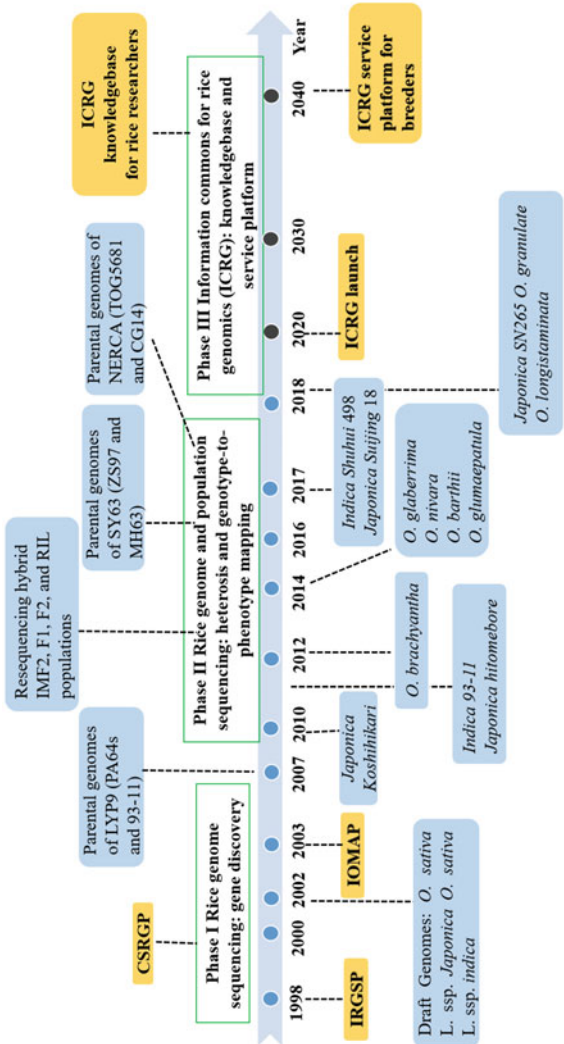 ICRG
knowledgebase
for rice researchers
Parental genomes of
NERCA (TOG5681
and CG14)
Parental genomes
of SY63 (ZS97 and
MH63)
Resequencing hybrid
IMF2, F1, F2, and RIL
populations
Parental genomes
of LYP9 (PA64s
and 93-11)
CSRGP
Phase I Rice genome
sequencing: gene discovery
Phase II Rice genome and population
sequencing: heterosis and genotype-to-
phenotype mapping
Phase III Information commons for rice
genomics (ICRG): knowledgebase and
service platform
1998
2000
2002
2003
2007
2010
2012
2014
2016
2017
2018
2020
2030
2040
Year
IRGSP
IOMAP
Draft Genomes: O. sativa
L. ssp. Japonica O. sativa
L. ssp. indica
Japonica
Koshihikari
Indica 93-11
Japonica hitomebore
O. brachyantha
O. glaberrima
O. nivara
O. barthii
O. glumaepatula
Indica Shuhui 498
Japonica Suijing 18
Japonica SN265 O. granulate
O. longistaminata
ICRG launch
ICRG service
platform for
breeders